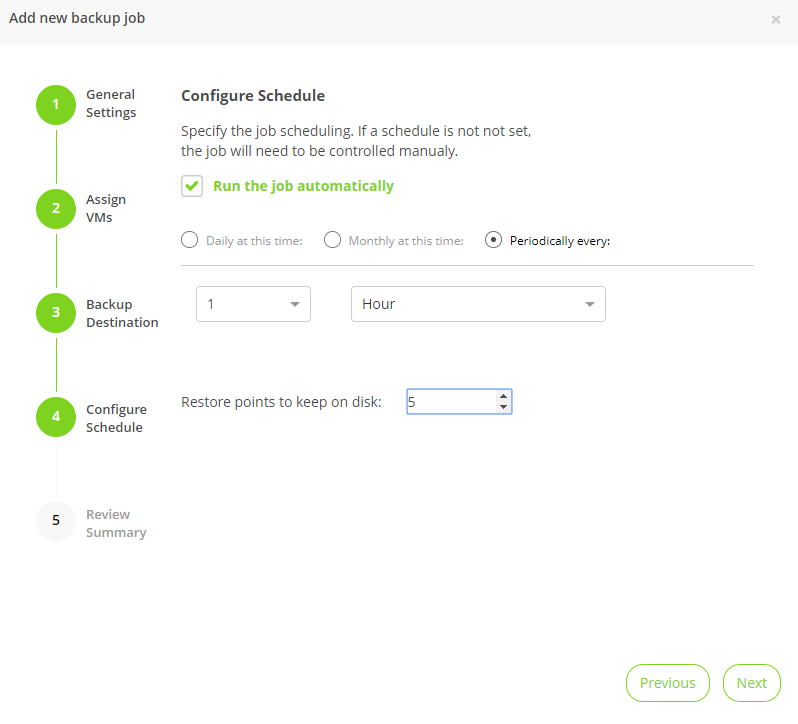 Add new backup job
×
1
General
Settings
2
Assign
VMs
3
Backup
Destination
4
Configure
Schedule
5
Review
Summary
Configure Schedule
Specify the job scheduling. If a schedule is not not set,
the job will need to be controlled manualy.
Run the job automatically
Daily at this time: Monthly at this time: Periodically every:
1 Hour
Restore points to keep on disk: 5
Previous Next